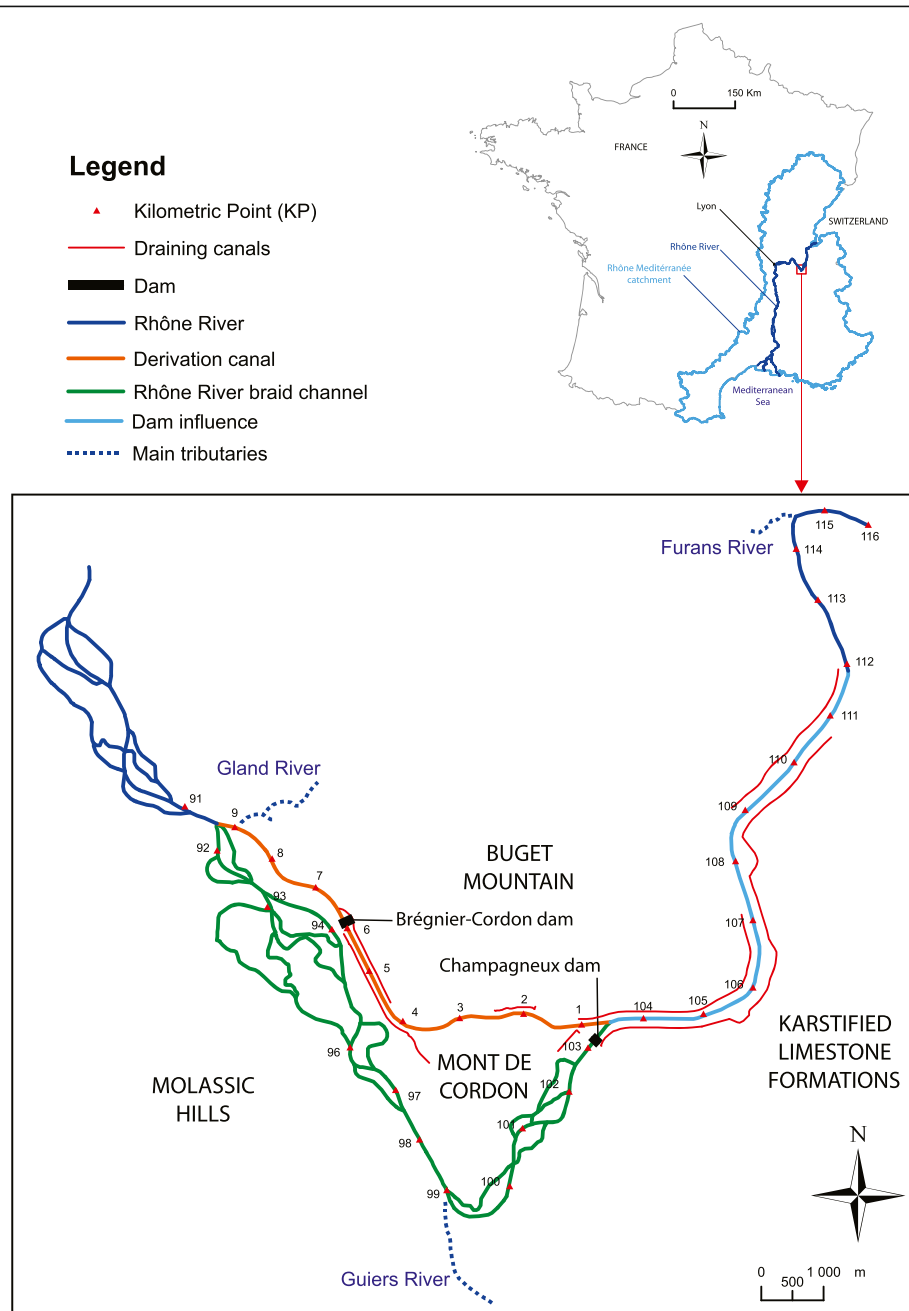 0 150 Km
N
FRANCE
Lyon
SWITZERLAND
Rhône River
Rhône Meditérranée
catchment
Mediterranean
Sea
Legend
Kilometric Point (KP)
Draining canals
Dam
Rhône River
Derivation canal
Rhône River braid channel
Dam influence
Main tributaries
115
116
Furans River
114
113
112
111
110
109
108
107
106
105
104
Gland River
91
9
92
8
7
93
94
6
5
4
3
2
1
BUGET
MOUNTAIN
Brégnier-Cordon dam
Champagneux dam
103
MONT DE
CORDON
KARSTIFIED
LIMESTONE
FORMATIONS
MOLASSIC
HILLS
96
97
98
99
100
101
102
Guiers River
N
0 1 000 m
500